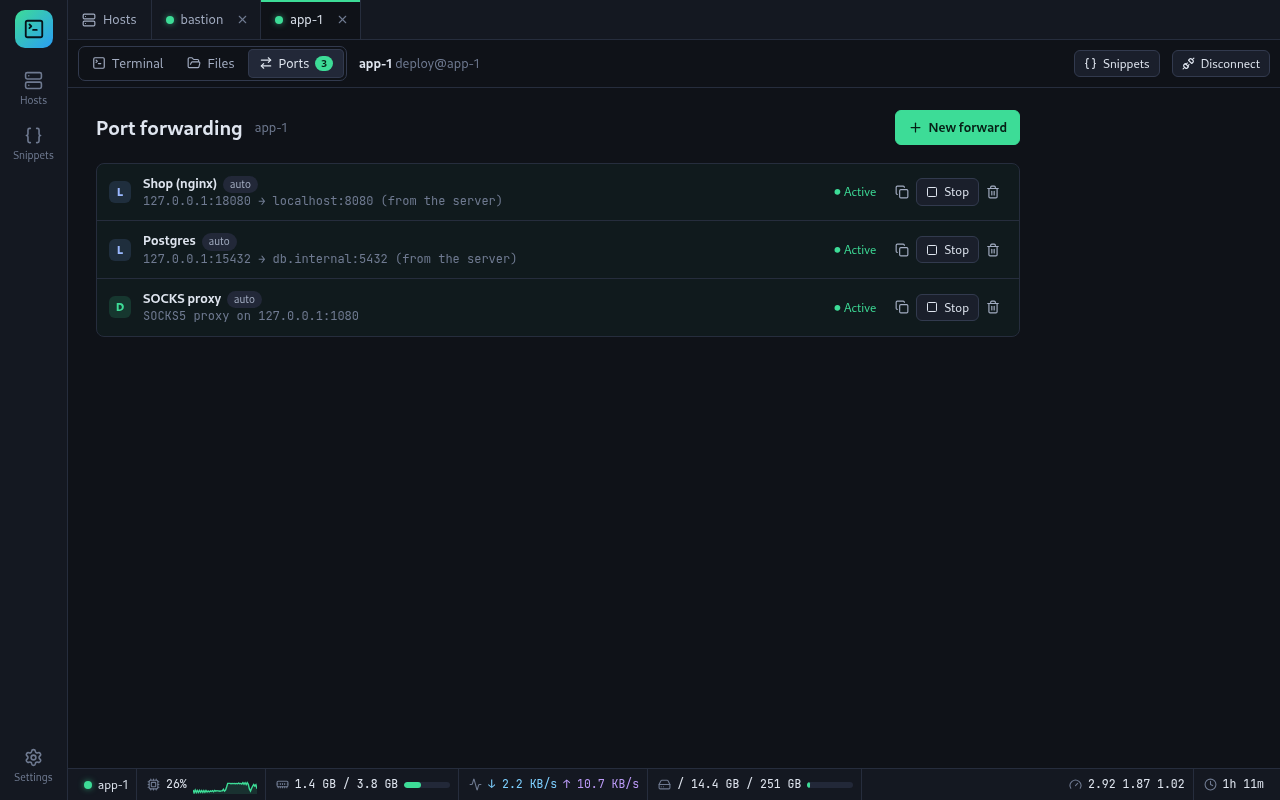 Hosts
bastion
app-1
Hosts
Snippets
Settings
Terminal
Files
Ports 3
app-1 deploy@app-1
Snippets
Disconnect
Port forwarding app-1
New forward
L
Shop (nginx) auto
127.0.0.1:18080 → localhost:8080 (from the server)
Active
Stop
L
Postgres auto
127.0.0.1:15432 → db.internal:5432 (from the server)
Active
Stop
D
SOCKS proxy auto
SOCKS5 proxy on 127.0.0.1:1080
Active
Stop
app-1
26%
1.4 GB / 3.8 GB
↓ 2.2 KB/s ↑ 10.7 KB/s
/ 14.4 GB / 251 GB
2.92 1.87 1.02
1h 11m